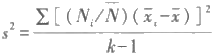 s² = Σ[(Nᵢ/N̅)(x̅ᵢ-x̅)]² / k-1